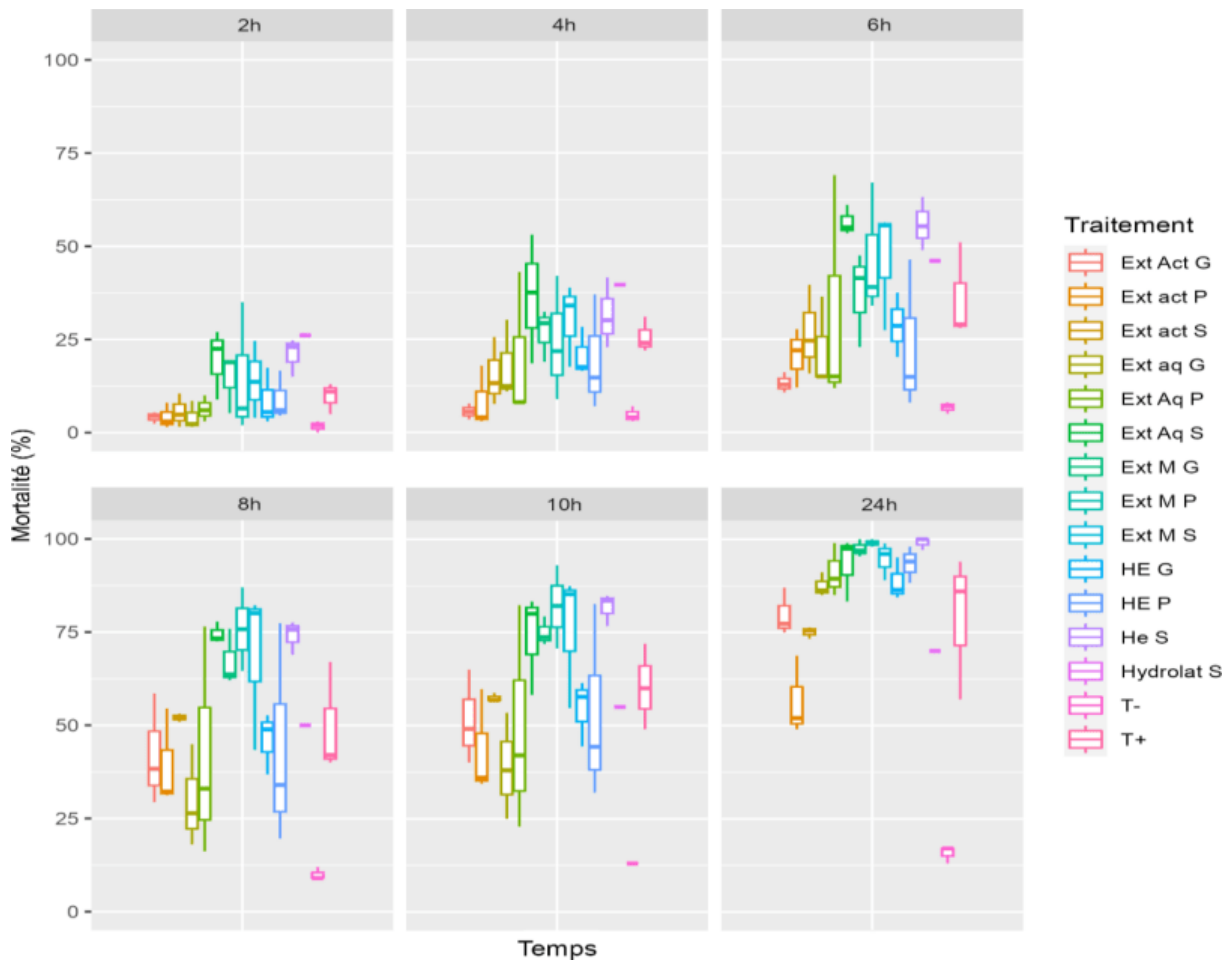 2h
4h
6h
100
75
50
25
0
8h
10h
24h
100
75
50
25
0
Mortalité (%)
Temps
Traitement
Ext Act G
Ext act P
Ext act S
Ext aq G
Ext Aq P
Ext Aq S
Ext M G
Ext M P
Ext M S
HE G
HE P
He S
Hydrolat S
T-
T+